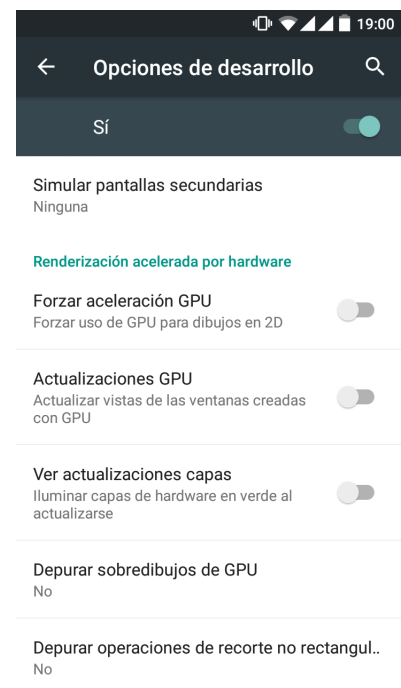 19:00
Opciones de desarrollo
Sí
Simular pantallas secundarias
Ninguna
Renderización acelerada por hardware
Forzar aceleración GPU
Forzar uso de GPU para dibujos en 2D
Actualizaciones GPU
Actualizar vistas de las ventanas creadas
con GPU
Ver actualizaciones capas
Iluminar capas de hardware en verde al
actualizarse
Depurar sobredibujos de GPU
No
Depurar operaciones de recorte no rectangul..
No